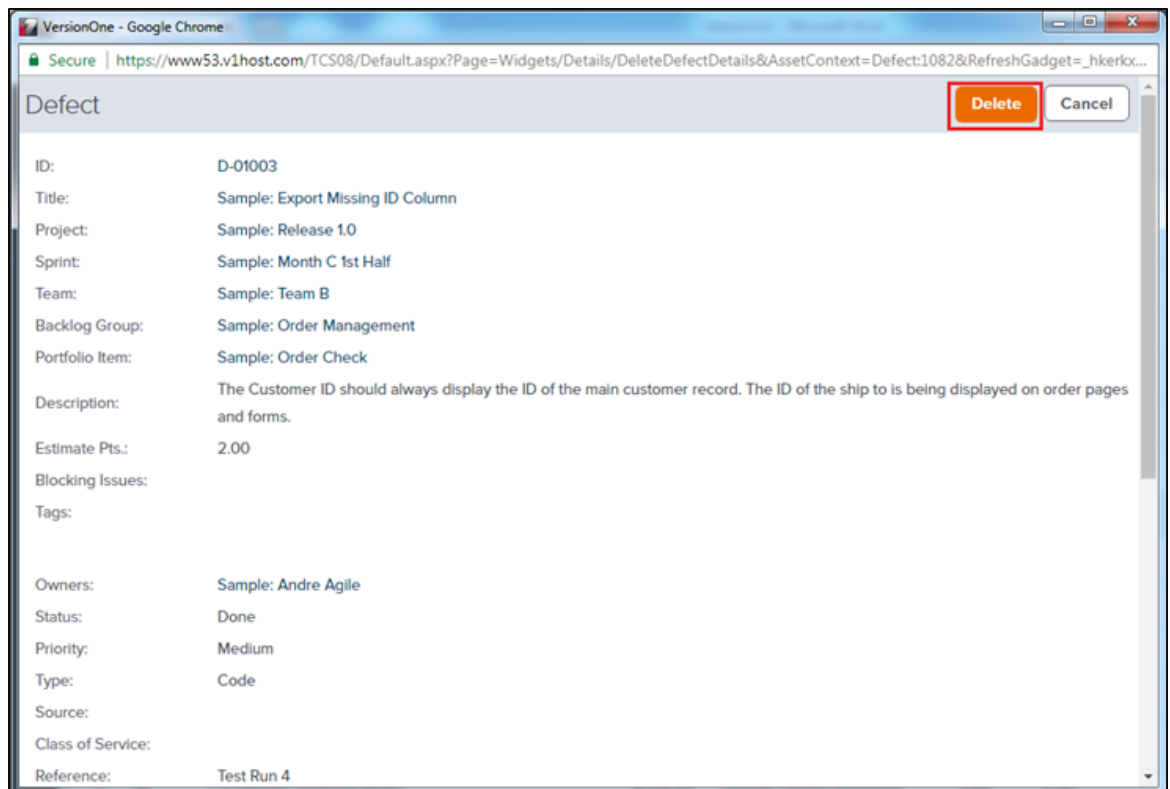 VersionOne - Google Chrome
Secure | https://www53.v1host.com/TCS08/Default.aspx?Page=Widgets/Details/DeleteDefectDetails&AssetContext=Defect:1082&RefreshGadget=_hkerkx...
Defect Delete Cancel
ID: D-01003
Title: Sample: Export Missing ID Column
Project: Sample: Release 1.0
Sprint: Sample: Month C 1st Half
Team: Sample: Team B
Backlog Group: Sample: Order Management
Portfolio Item: Sample: Order Check
Description: The Customer ID should always display the ID of the main customer record. The ID of the ship to is being displayed on order pages
and forms.
Estimate Pts.: 2.00
Blocking Issues:
Tags:
Owners: Sample: Andre Agile
Status: Done
Priority: Medium
Type: Code
Source:
Class of Service:
Reference: Test Run 4